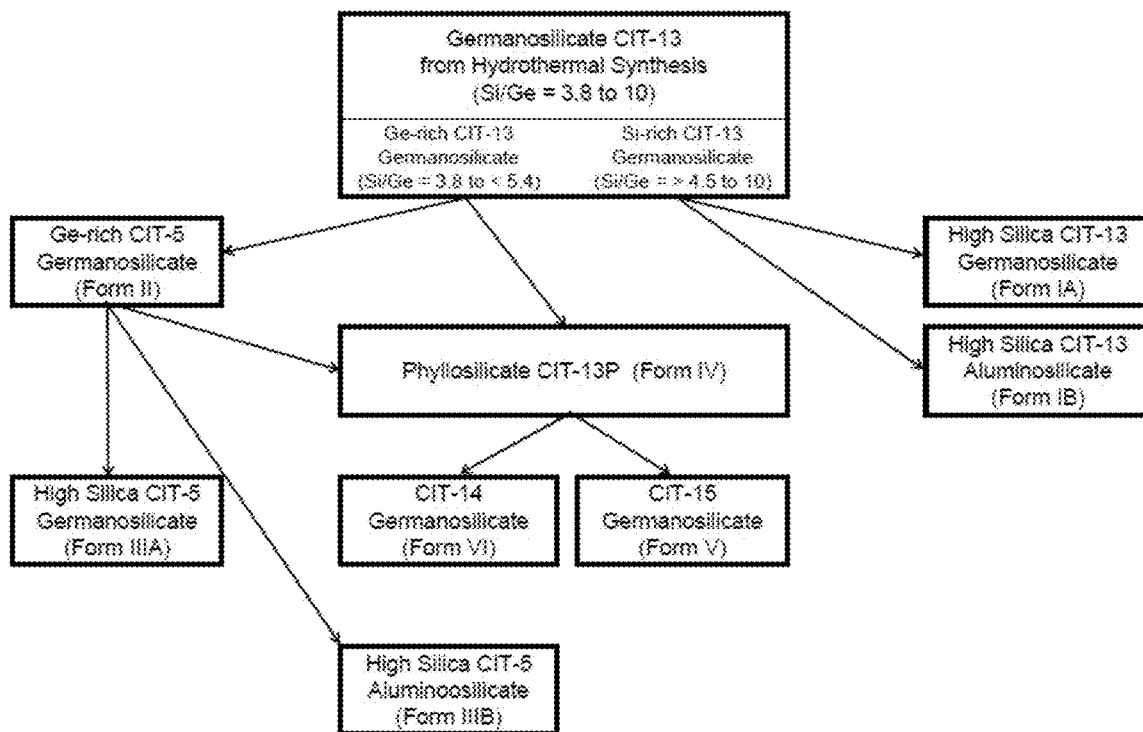 Germanosilicate CIT-13
from Hydrothermal Synthesis
(Si/Ge = 3.8 to 10)
Ge-rich CIT-13
Germanosilicate
(Si/Ge = 3.8 to < 5.4)
Si-rich CIT-13
Germanosilicate
(Si/Ge = > 4.5 to 10)
Ge-rich CIT-5
Germanosilicate
(Form II)
High Silica CIT-13
Germanosilicate
(Form IA)
Phyllosilicate CIT-13P (Form IV)
High Silica CIT-13
Aluminosilicate
(Form IB)
High Silica CIT-5
Germanosilicate
(Form IIIA)
CIT-14
Germanosilicate
(Form VI)
CIT-15
Germanosilicate
(Form V)
High Silica CIT-5
Aluminoosilicate
(Form IIIB)